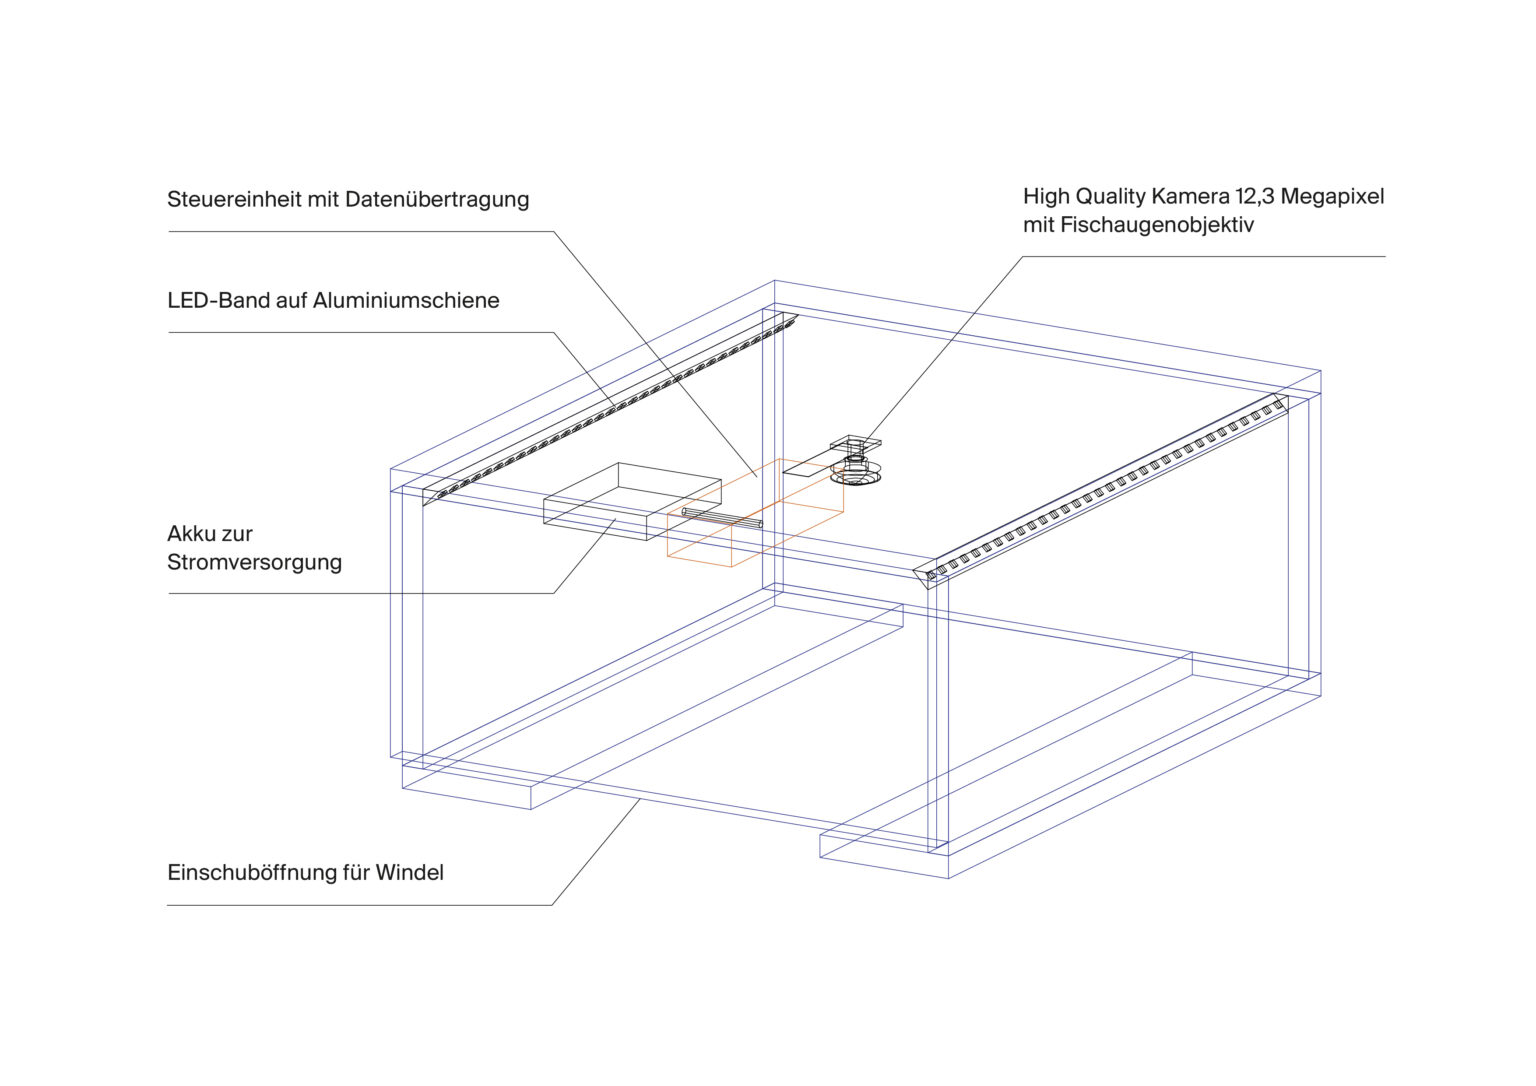 Steuereinheit mit Datenübertragung
LED-Band auf Aluminiumschiene
Akku zur
Stromversorgung
Einschuböffnung für Windel
High Quality Kamera 12,3 Megapixel
mit Fischaugenobjektiv